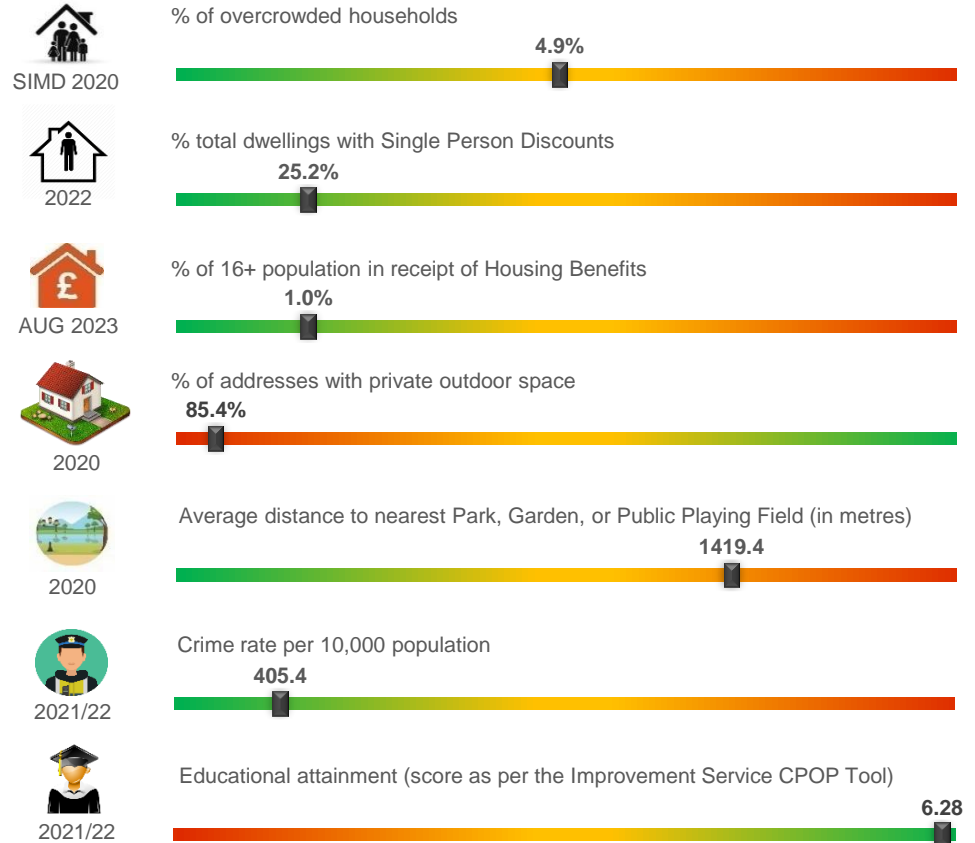 % of overcrowded households
4.9%
SIMD 2020
% total dwellings with Single Person Discounts
25.2%
2022
% of 16+ population in receipt of Housing Benefits
1.0%
£
AUG 2023
% of addresses with private outdoor space
85.4%
2020
Average distance to nearest Park, Garden, or Public Playing Field (in metres)
1419.4
2020
Crime rate per 10,000 population
405.4
2021/22
Educational attainment (score as per the Improvement Service CPOP Tool)
6.28
2021/22